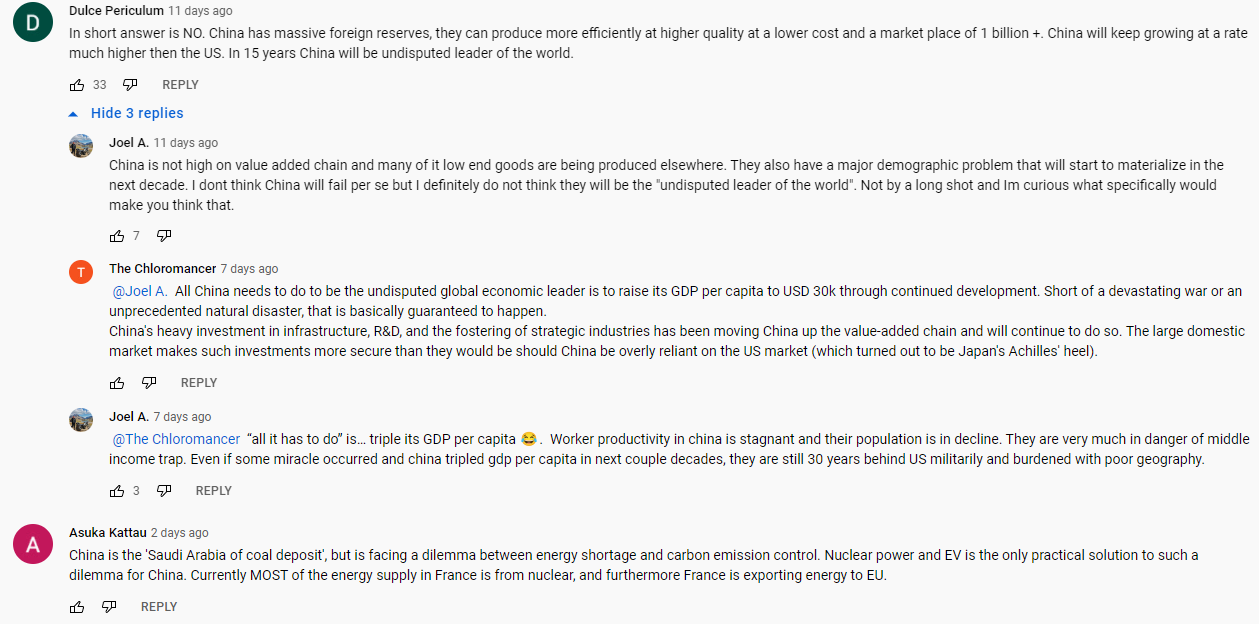 D
Dulce Periculum 11 days ago
In short answer is NO. China has massive foreign reserves, they can produce more efficiently at higher quality at a lower cost and a market place of 1 billion +. China will keep growing at a rate
much higher then the US. In 15 years China will be undisputed leader of the world.
33 REPLY
Hide 3 replies
Joel A. 11 days ago
China is not high on value added chain and many of it low end goods are being produced elsewhere. They also have a major demographic problem that will start to materialize in the
next decade. I dont think China will fail per se but I definitely do not think they will be the "undisputed leader of the world". Not by a long shot and Im curious what specifically would
make you think that.
7
T
The Chloromancer 7 days ago
@Joel A. All China needs to do to be the undisputed global economic leader is to raise its GDP per capita to USD 30k through continued development. Short of a devastating war or an
unprecedented natural disaster, that is basically guaranteed to happen.
China's heavy investment in infrastructure, R&D, and the fostering of strategic industries has been moving China up the value-added chain and will continue to do so. The large domestic
market makes such investments more secure than they would be should China be overly reliant on the US market (which turned out to be Japan's Achilles' heel).
REPLY
Joel A. 7 days ago
@The Chloromancer “all it has to do” is… triple its GDP per capita 😂. Worker productivity in china is stagnant and their population is in decline. They are very much in danger of middle
income trap. Even if some miracle occurred and china tripled gdp per capita in next couple decades, they are still 30 years behind US militarily and burdened with poor geography.
3 REPLY
A
Asuka Kattau 2 days ago
China is the 'Saudi Arabia of coal deposit', but is facing a dilemma between energy shortage and carbon emission control. Nuclear power and EV is the only practical solution to such a
dilemma for China. Currently MOST of the energy supply in France is from nuclear, and furthermore France is exporting energy to EU.
REPLY